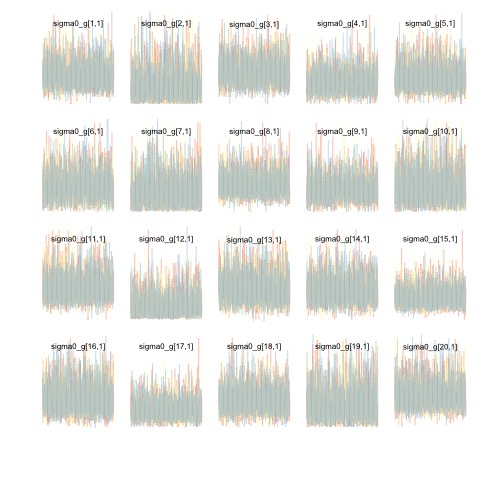 sigma0_g[1,1] sigma0_g[2,1] sigma0_g[3,1] sigma0_g[4,1] sigma0_g[5,1]
sigma0_g[6,1] sigma0_g[7,1] sigma0_g[8,1] sigma0_g[9,1] sigma0_g[10,1]
sigma0_g[11,1] sigma0_g[12,1] sigma0_g[13,1] sigma0_g[14,1] sigma0_g[15,1]
sigma0_g[16,1] sigma0_g[17,1] sigma0_g[18,1] sigma0_g[19,1] sigma0_g[20,1]